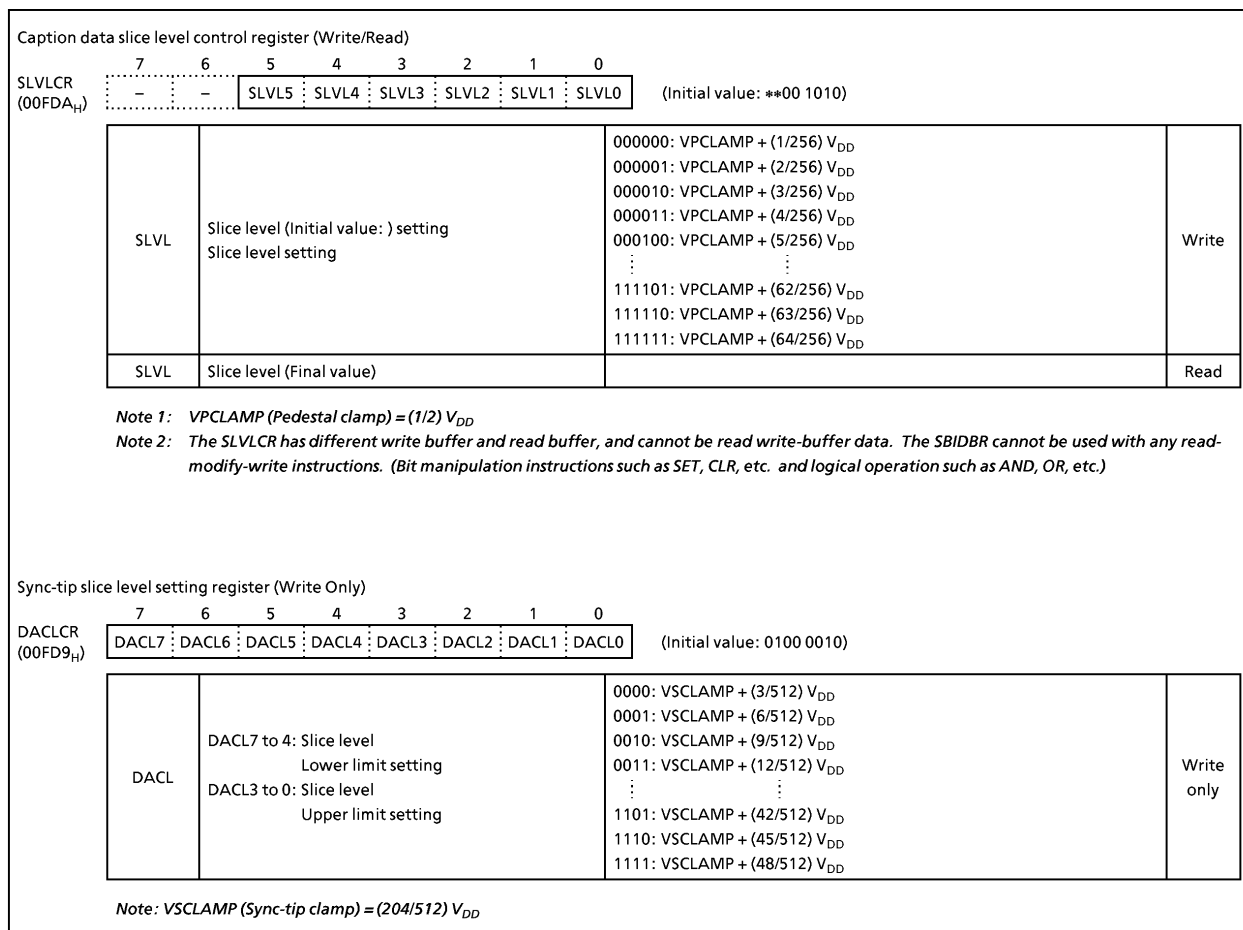 Caption data slice level control register (Write/Read)
7 6 5 4 3 2 1 0
SLVLCR
(00FDAH)
– – SLVL5 SLVL4 SLVL3 SLVL2 SLVL1 SLVL0 (Initial value: **00 1010)
SLVL
Slice level (Initial value: ) setting
Slice level setting
000000: VPCLAMP + (1/256) VDD
000001: VPCLAMP + (2/256) VDD
000010: VPCLAMP + (3/256) VDD
000011: VPCLAMP + (4/256) VDD
000100: VPCLAMP + (5/256) VDD
⋮ ⋮
111101: VPCLAMP + (62/256) VDD
111110: VPCLAMP + (63/256) VDD
111111: VPCLAMP + (64/256) VDD
Write
SLVL Slice level (Final value) Read
Note 1: VPCLAMP (Pedestal clamp) = (1/2) VDD
Note 2: The SLVLCR has different write buffer and read buffer, and cannot be read write-buffer data. The SBIDBR cannot be used with any read-
modify-write instructions. (Bit manipulation instructions such as SET, CLR, etc. and logical operation such as AND, OR, etc.)
Sync-tip slice level setting register (Write Only)
7 6 5 4 3 2 1 0
DACLCR
(00FD9H)
DACL7 DACL6 DACL5 DACL4 DACL3 DACL2 DACL1 DACL0 (Initial value: 0100 0010)
DACL
DACL7 to 4: Slice level
Lower limit setting
DACL3 to 0: Slice level
Upper limit setting
0000: VSCLAMP + (3/512) VDD
0001: VSCLAMP + (6/512) VDD
0010: VSCLAMP + (9/512) VDD
0011: VSCLAMP + (12/512) VDD
⋮ ⋮
1101: VSCLAMP + (42/512) VDD
1110: VSCLAMP + (45/512) VDD
1111: VSCLAMP + (48/512) VDD
Write
only
Note: VSCLAMP (Sync-tip clamp) = (204/512) VDD